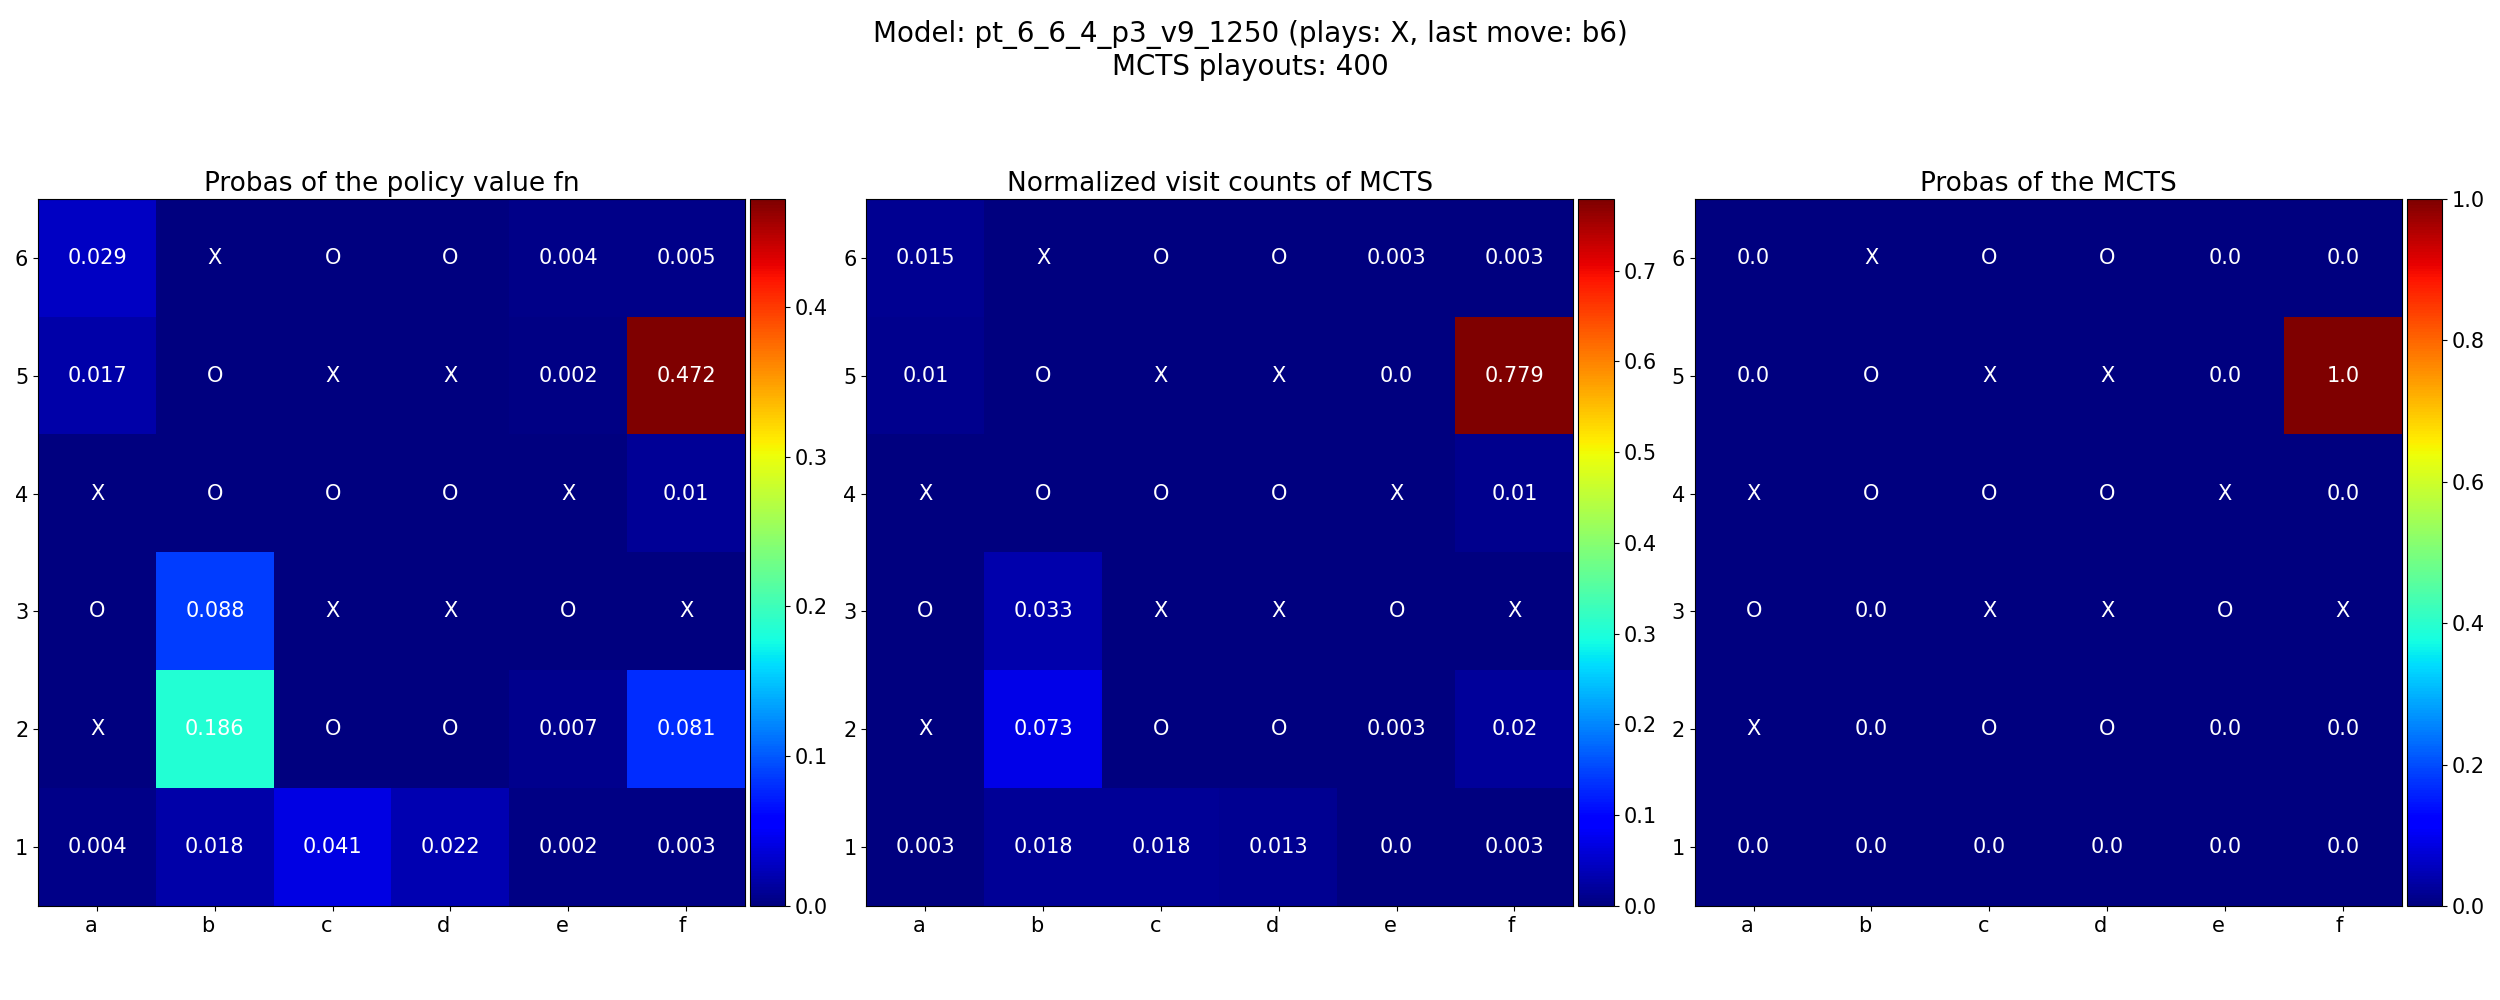 Model: pt_6_6_4_p3_v9_1250 (plays: X, last move: b6)
MCTS playouts: 400
Probas of the policy value fn
6 0.029 X O O 0.004 0.005
5 0.017 O X X 0.002 0.472
4 X O O O X 0.01
3 O 0.088 X X O X
2 X 0.186 O O 0.007 0.081
1 0.004 0.018 0.041 0.022 0.002 0.003
a b c d e f
0.4
0.3
0.2
0.1
0.0
Normalized visit counts of MCTS
6 0.015 X O O 0.003 0.003
5 0.01 O X X 0.0 0.779
4 X O O O X 0.01
3 O 0.033 X X O X
2 X 0.073 O O 0.003 0.02
1 0.003 0.018 0.018 0.013 0.0 0.003
a b c d e f
0.7
0.6
0.5
0.4
0.3
0.2
0.1
0.0
Probas of the MCTS
6 0.0 X O O 0.0 0.0
5 0.0 O X X 0.0 1.0
4 X O O O X 0.0
3 O 0.0 X X O X
2 X 0.0 O O 0.0 0.0
1 0.0 0.0 0.0 0.0 0.0 0.0
a b c d e f
1.0
0.8
0.6
0.4
0.2
0.0